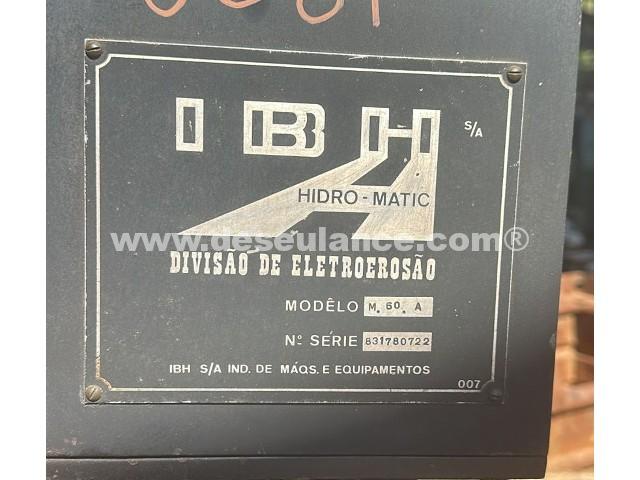 IBH S/A
HIDRO - MATIC
www.deseulance.com®
DIVISÃO DE ELETROEROSÃO
MODÊLO M. 60. A
Nº SÉRIE 831780722
IBH S/A IND. DE MÁQS. E EQUIPAMENTOS
007